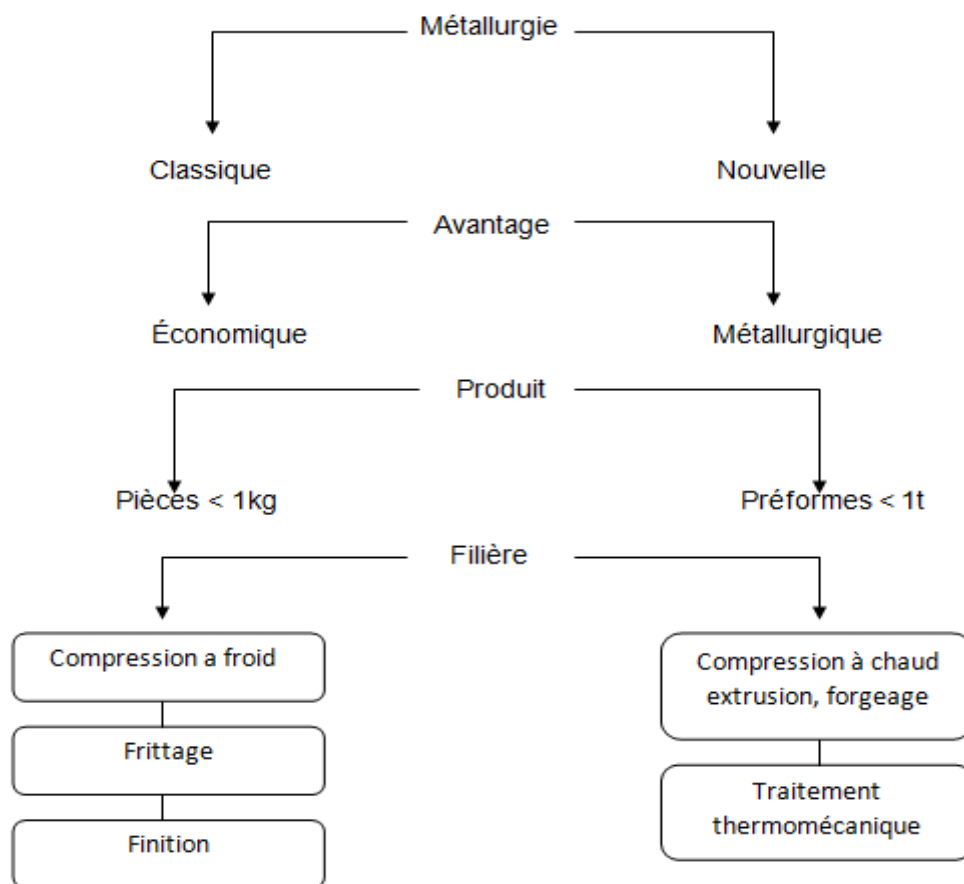 Métallurgie
Classique
Nouvelle
Avantage
Économique
Métallurgique
Produit
Pièces < 1kg
Préformes < 1t
Filière
Compression a froid
Frittage
Finition
Compression à chaud
extrusion, forgeage
Traitement
thermomécanique